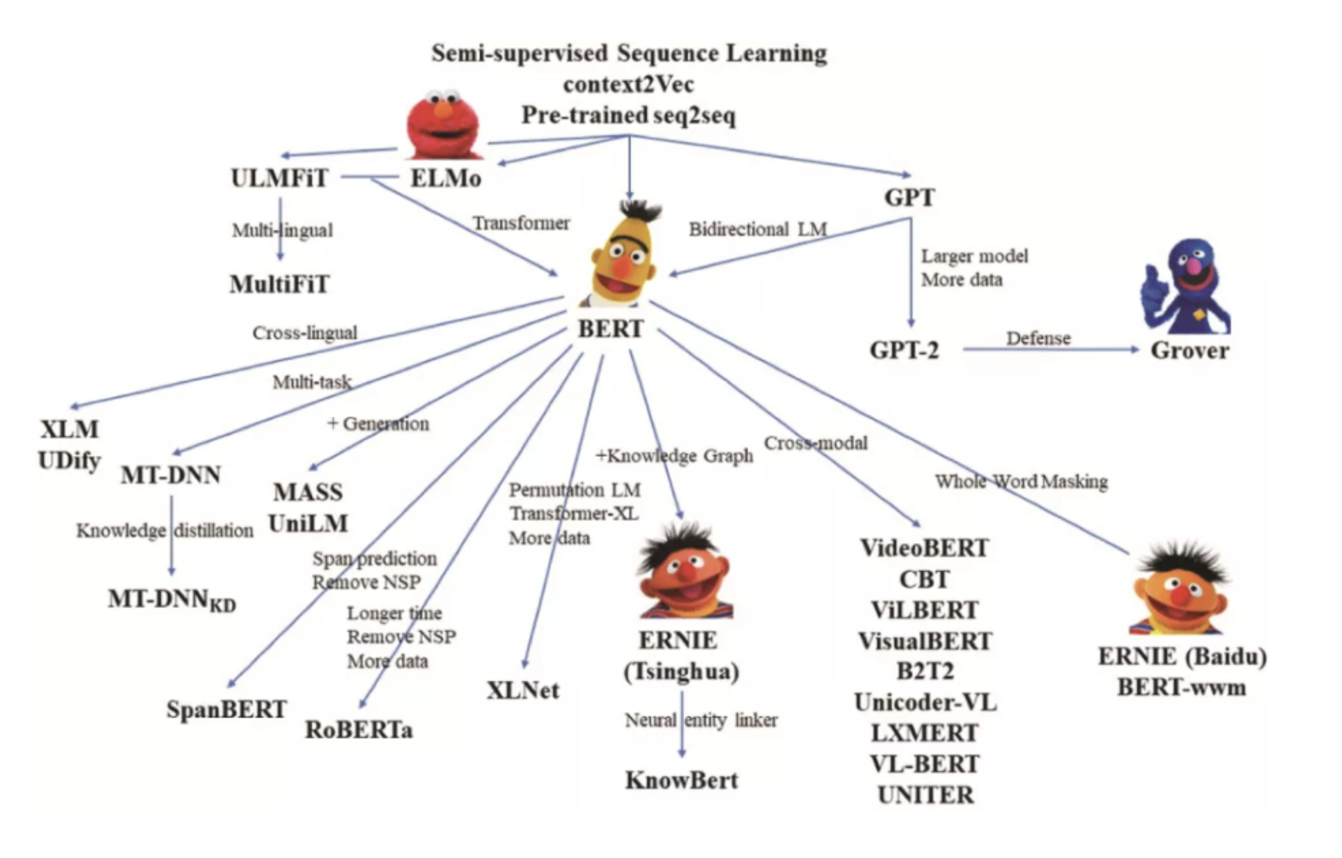 Semi-supervised Sequence Learning
context2Vec
Pre-trained seq2seq
ULMFiT
ELMo
GPT
Multi-lingual
Transformer
Bidirectional LM
Larger model
More data
MultiFiT
BERT
GPT-2
Defense
Grover
Cross-lingual
Multi-task
+ Generation
+Knowledge Graph
Cross-modal
Whole Word Masking
XLM
UDify
MT-DNN
MASS
UniLM
Knowledge distillation
MT-DNNKD
Permutation LM
Transformer-XL
More data
Span prediction
Remove NSP
Longer time
Remove NSP
More data
SpanBERT
RoBERTa
XLNet
ERNIE
(Tsinghua)
Neural entity linker
KnowBert
VideoBERT
CBT
ViLBERT
VisualBERT
B2T2
Unicoder-VL
LXMERT
VL-BERT
UNITER
ERNIE (Baidu)
BERT-wwm